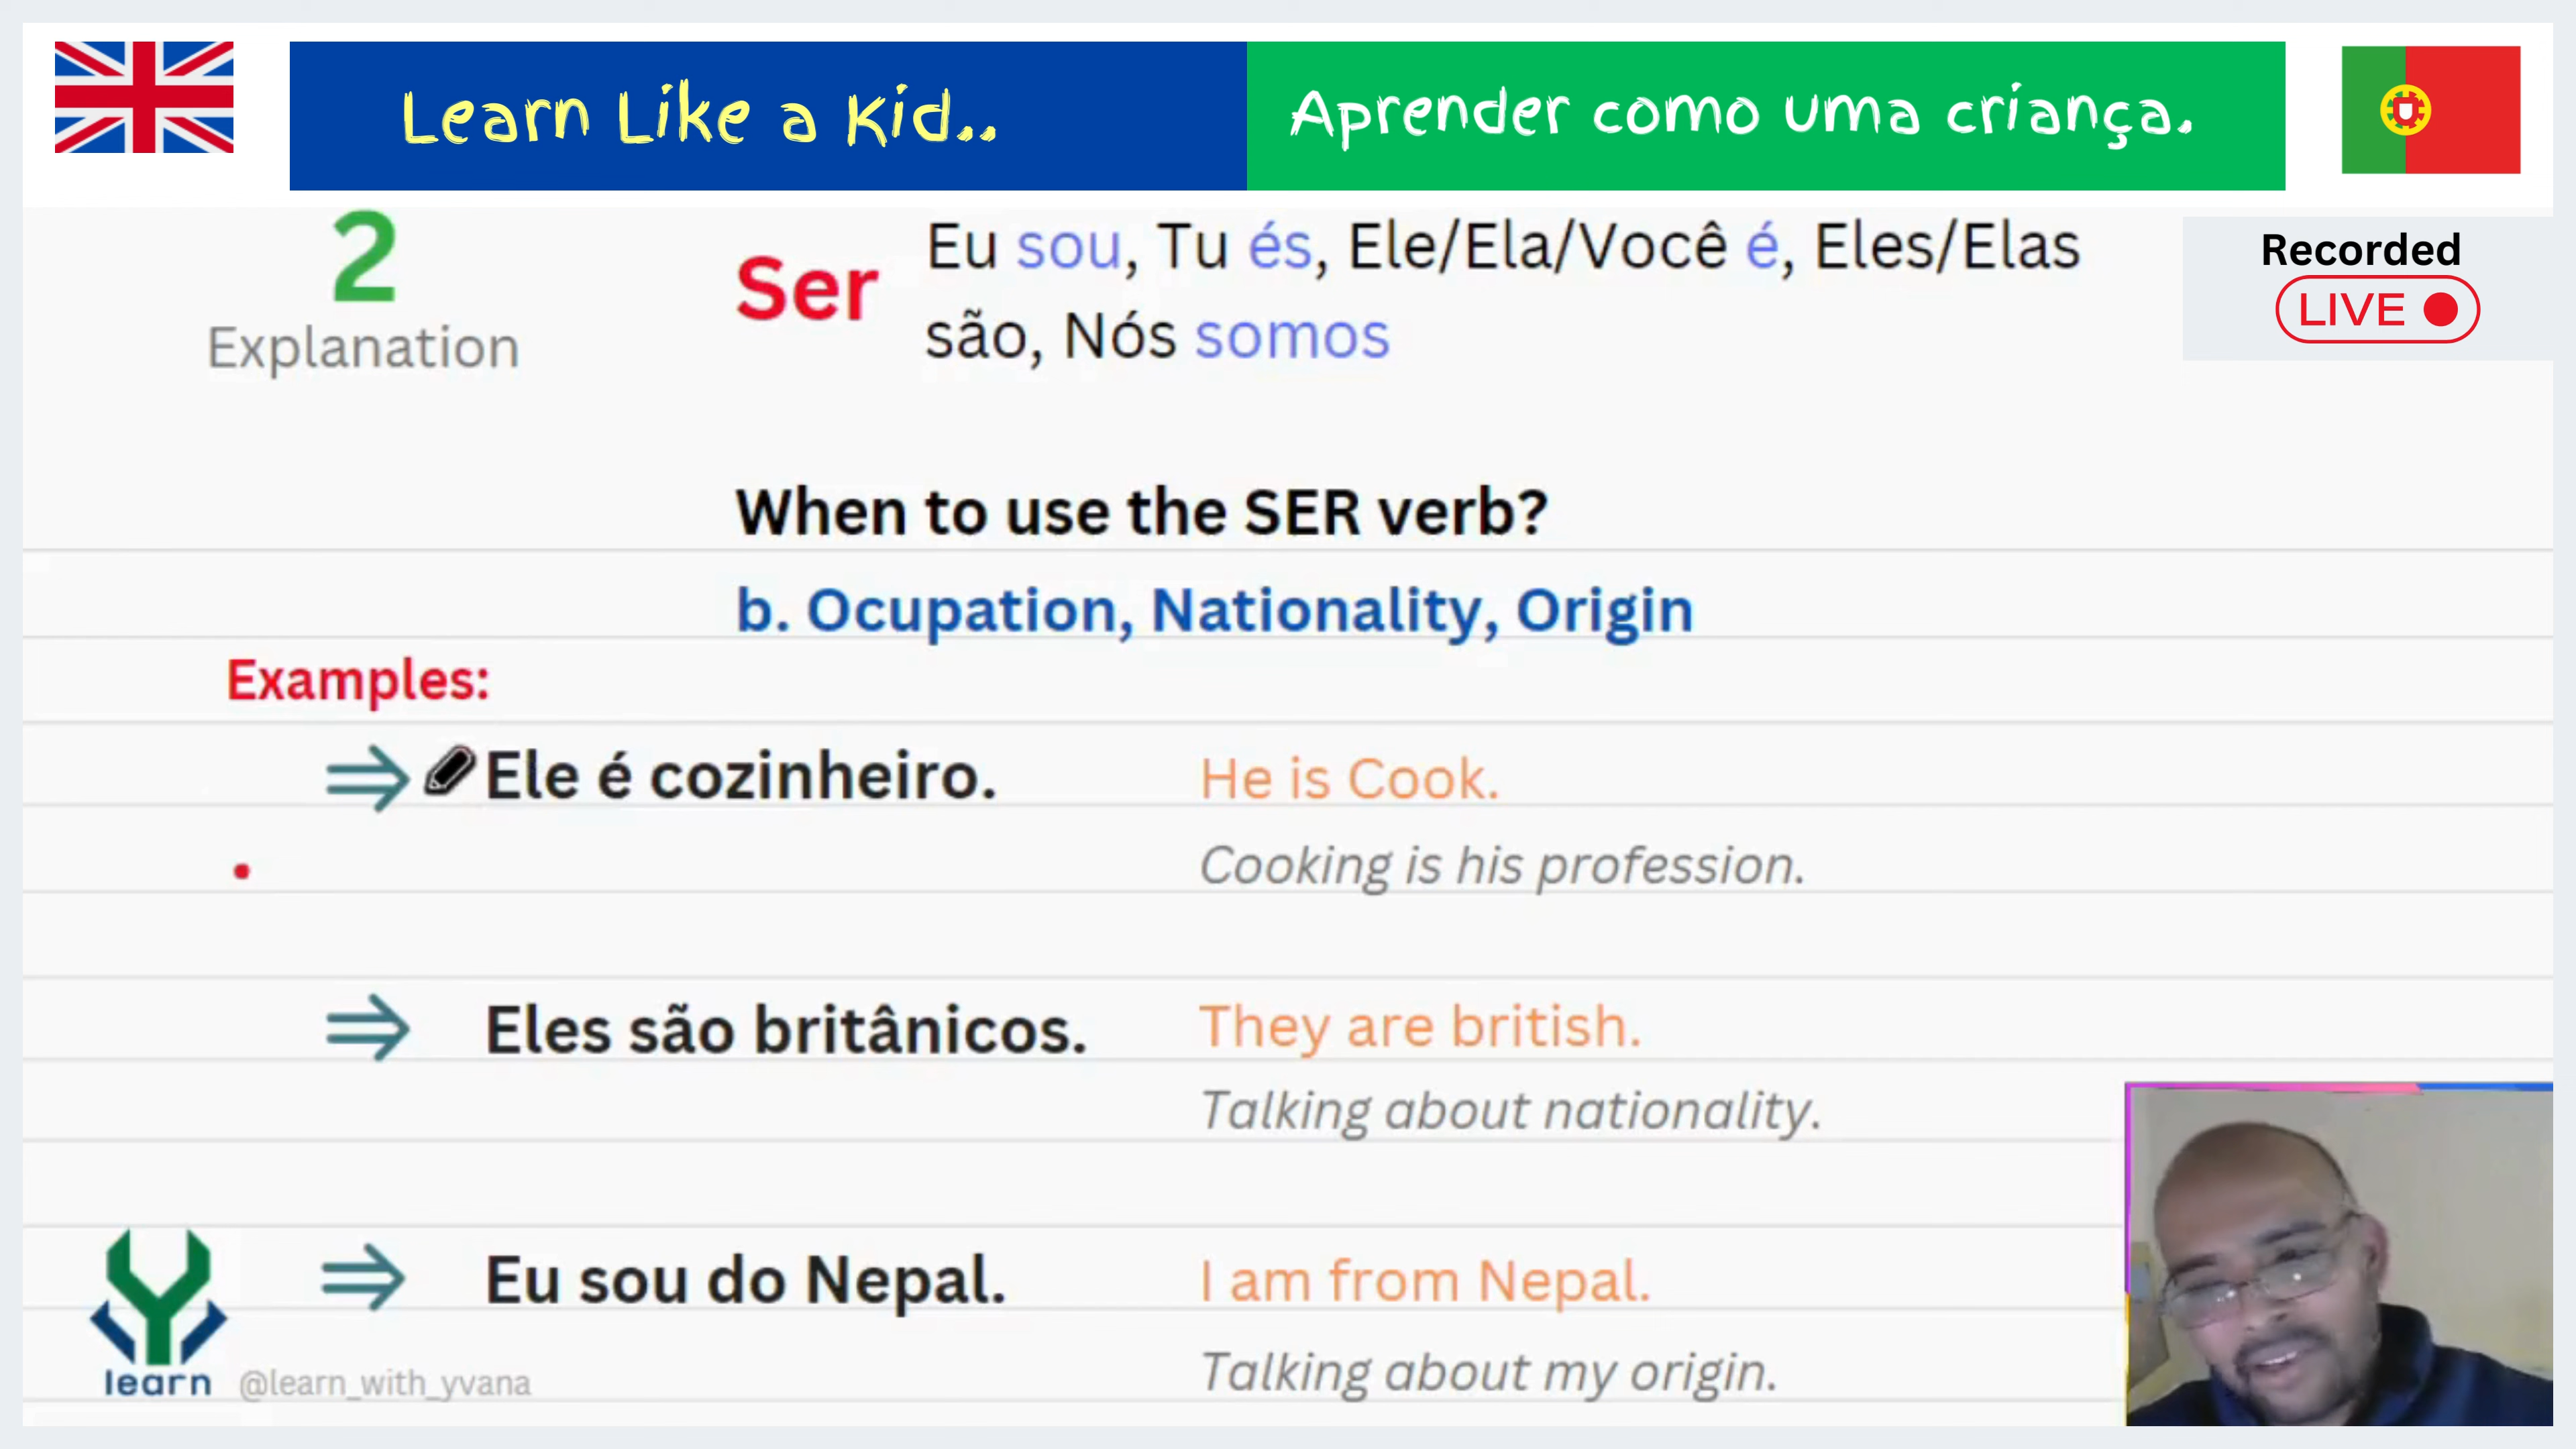 Learn Like a Kid..
Aprender como uma criança.
2
Explanation
Ser
Eu sou, Tu és, Ele/Ela/Você é, Eles/Elas
são, Nós somos
Recorded
LIVE
When to use the SER verb?
b. Ocupation, Nationality, Origin
Examples:
Ele é cozinheiro.
He is Cook.
Cooking is his profession.
Eles são britânicos.
They are british.
Talking about nationality.
Eu sou do Nepal.
I am from Nepal.
Talking about my origin.
learn
@learn_with_yvana